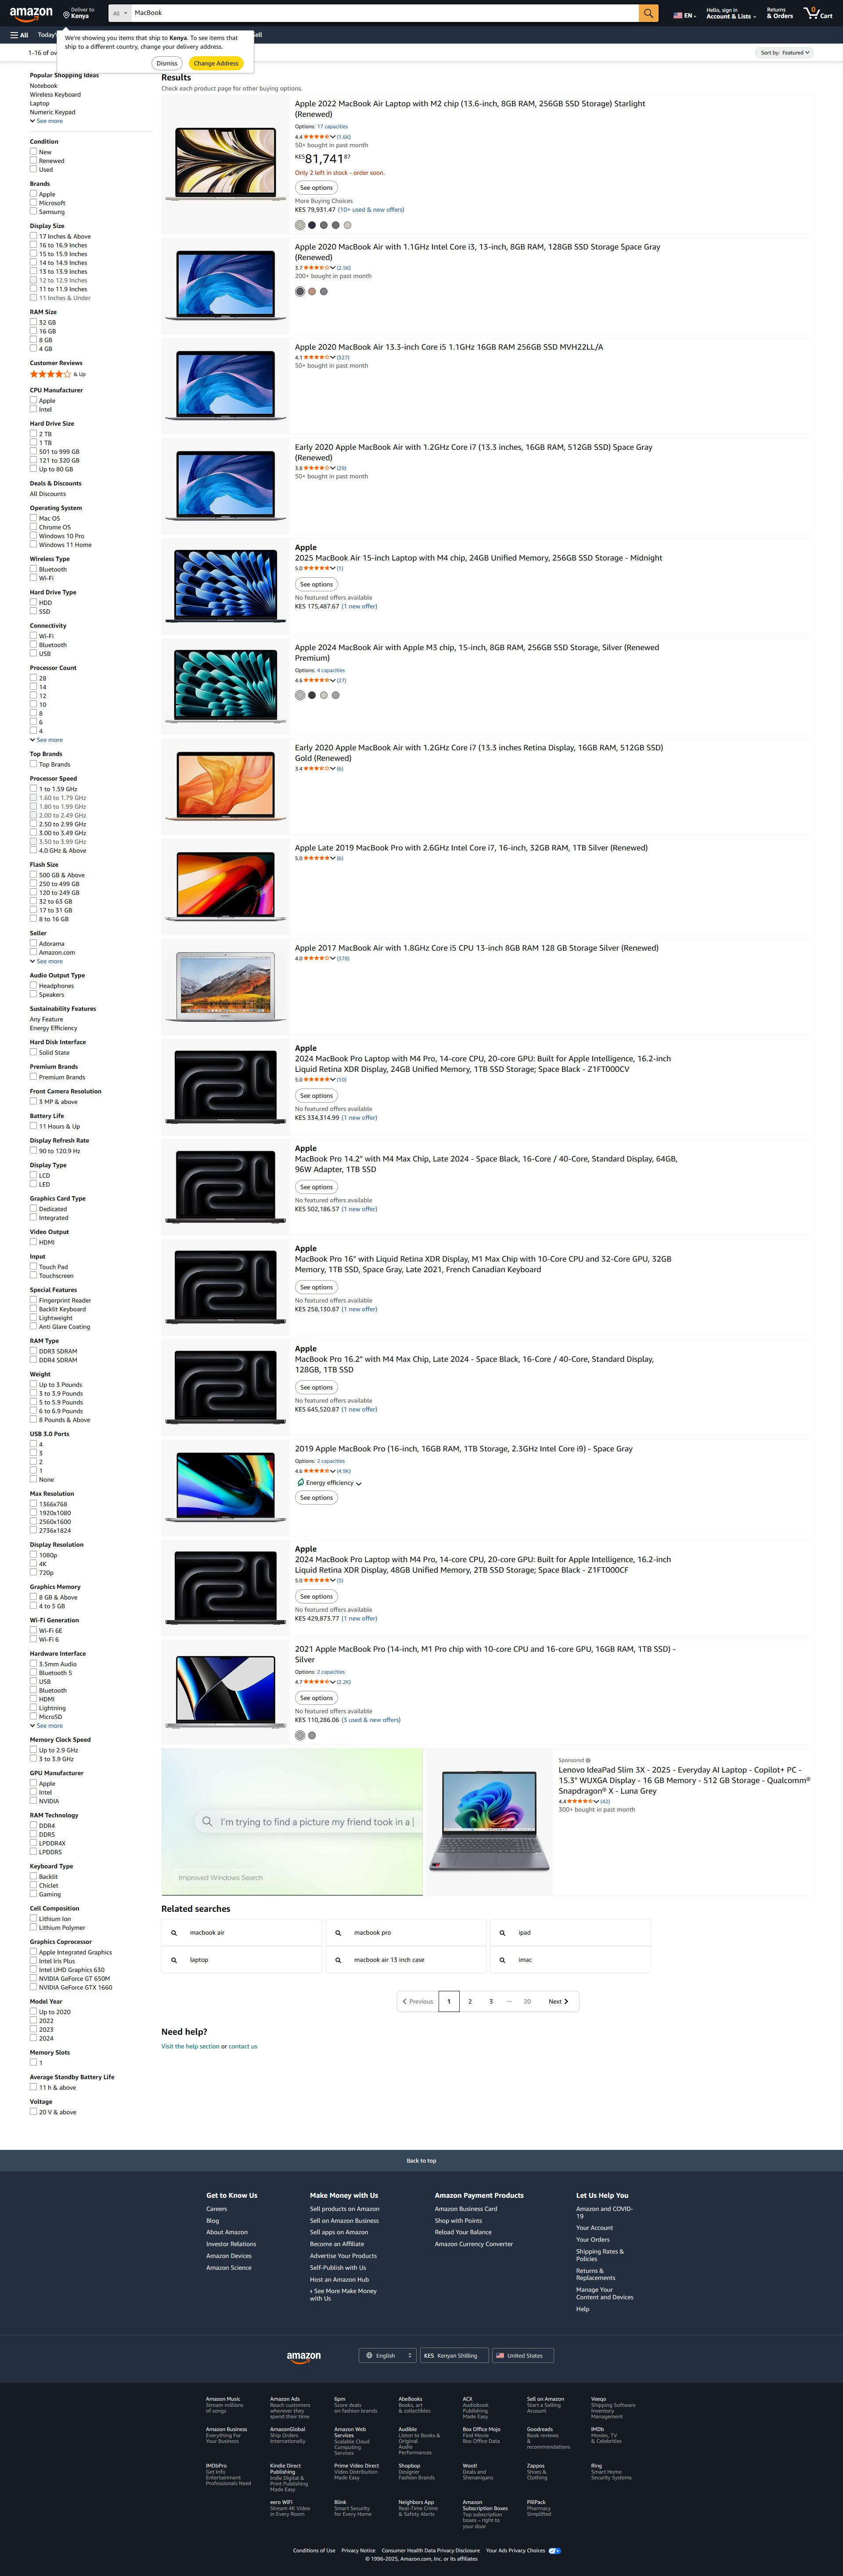 amazon
Deliver to
Kenya
All
MacBook
EN
Hello, sign in
Account & Lists
Returns
& Orders
0
Cart
All
Today'
ell
We're showing you items that ship to Kenya. To see items that
ship to a different country, change your delivery address.
Dismiss
Change Address
1-16 of ov
Sort by: Featured
Popular Shopping Ideas
Notebook
Wireless Keyboard
Laptop
Numeric Keypad
See more
Condition
New
Renewed
Used
Brands
Apple
Microsoft
Samsung
Display Size
17 Inches & Above
16 to 16.9 Inches
15 to 15.9 Inches
14 to 14.9 Inches
13 to 13.9 Inches
12 to 12.9 Inches
11 to 11.9 Inches
11 Inches & Under
RAM Size
32 GB
16 GB
8 GB
4 GB
Customer Reviews
& Up
CPU Manufacturer
Apple
Intel
Hard Drive Size
2 TB
1 TB
501 to 999 GB
121 to 320 GB
Up to 80 GB
Deals & Discounts
All Discounts
Operating System
Mac OS
Chrome OS
Windows 10 Pro
Windows 11 Home
Wireless Type
Bluetooth
Wi-Fi
Hard Drive Type
HDD
SSD
Connectivity
Wi-Fi
Bluetooth
USB
Processor Count
28
14
12
10
8
6
4
See more
Top Brands
Top Brands
Processor Speed
1 to 1.59 GHz
1.60 to 1.79 GHz
1.80 to 1.99 GHz
2.00 to 2.49 GHz
2.50 to 2.99 GHz
3.00 to 3.49 GHz
3.50 to 3.99 GHz
4.0 GHz & Above
Flash Size
500 GB & Above
250 to 499 GB
120 to 249 GB
32 to 63 GB
17 to 31 GB
8 to 16 GB
Seller
Adorama
Amazon.com
See more
Audio Output Type
Headphones
Speakers
Sustainability Features
Any Feature
Energy Efficiency
Hard Disk Interface
Solid State
Premium Brands
Premium Brands
Front Camera Resolution
3 MP & above
Battery Life
11 Hours & Up
Display Refresh Rate
90 to 120.9 Hz
Display Type
LCD
LED
Graphics Card Type
Dedicated
Integrated
Video Output
HDMI
Input
Touch Pad
Touchscreen
Special Features
Fingerprint Reader
Backlit Keyboard
Lightweight
Anti Glare Coating
RAM Type
DDR3 SDRAM
DDR4 SDRAM
Weight
Up to 3 Pounds
3 to 3.9 Pounds
5 to 5.9 Pounds
6 to 6.9 Pounds
8 Pounds & Above
USB 3.0 Ports
4
3
2
1
None
Max Resolution
1366x768
1920x1080
2560x1600
2736x1824
Display Resolution
1080p
4K
720p
Graphics Memory
8 GB & Above
4 to 5 GB
Wi-Fi Generation
Wi-Fi 6E
Wi-Fi 6
Hardware Interface
3.5mm Audio
Bluetooth 5
USB
Bluetooth
HDMI
Lightning
MicroSD
See more
Memory Clock Speed
Up to 2.9 GHz
3 to 3.9 GHz
GPU Manufacturer
Apple
Intel
NVIDIA
RAM Technology
DDR4
DDR5
LPDDR4X
LPDDR5
Keyboard Type
Backlit
Chiclet
Gaming
Cell Composition
Lithium Ion
Lithium Polymer
Graphics Coprocessor
Apple Integrated Graphics
Intel Iris Plus
Intel UHD Graphics 630
NVIDIA GeForce GT 650M
NVIDIA GeForce GTX 1660
Model Year
Up to 2020
2022
2023
2024
Memory Slots
1
Average Standby Battery Life
11 h & above
Voltage
20 V & above
Results
Check each product page for other buying options.
Apple 2022 MacBook Air Laptop with M2 chip (13.6-inch, 8GB RAM, 256GB SSD Storage) Starlight
(Renewed)
Options: 17 capacities
4.4 (1.6K)
50+ bought in past month
KES81,74187
Only 2 left in stock - order soon.
See options
More Buying Choices
KES 79,931.47 (10+ used & new offers)
Apple 2020 MacBook Air with 1.1GHz Intel Core i3, 13-inch, 8GB RAM, 128GB SSD Storage Space Gray
(Renewed)
3.7 (2.5K)
200+ bought in past month
Apple 2020 MacBook Air 13.3-inch Core i5 1.1GHz 16GB RAM 256GB SSD MVH22LL/A
4.1 (327)
50+ bought in past month
Early 2020 Apple MacBook Air with 1.2GHz Core i7 (13.3 inches, 16GB RAM, 512GB SSD) Space Gray
(Renewed)
3.8 (29)
50+ bought in past month
Apple
2025 MacBook Air 15-inch Laptop with M4 chip, 24GB Unified Memory, 256GB SSD Storage - Midnight
5.0 (1)
See options
No featured offers available
KES 175,487.67 (1 new offer)
Apple 2024 MacBook Air with Apple M3 chip, 15-inch, 8GB RAM, 256GB SSD Storage, Silver (Renewed
Premium)
Options: 4 capacities
4.6 (27)
Early 2020 Apple MacBook Air with 1.2GHz Core i7 (13.3 inches Retina Display, 16GB RAM, 512GB SSD)
Gold (Renewed)
3.4 (6)
Apple Late 2019 MacBook Pro with 2.6GHz Intel Core i7, 16-inch, 32GB RAM, 1TB Silver (Renewed)
5.0 (6)
Apple 2017 MacBook Air with 1.8GHz Core i5 CPU 13-inch 8GB RAM 128 GB Storage Silver (Renewed)
4.0 (378)
Apple
2024 MacBook Pro Laptop with M4 Pro, 14-core CPU, 20-core GPU: Built for Apple Intelligence, 16.2-inch
Liquid Retina XDR Display, 24GB Unified Memory, 1TB SSD Storage; Space Black - Z1FT000CV
5.0 (10)
See options
No featured offers available
KES 334,314.99 (1 new offer)
Apple
MacBook Pro 14.2" with M4 Max Chip, Late 2024 - Space Black, 16-Core / 40-Core, Standard Display, 64GB,
96W Adapter, 1TB SSD
See options
No featured offers available
KES 502,186.57 (1 new offer)
Apple
MacBook Pro 16" with Liquid Retina XDR Display, M1 Max Chip with 10-Core CPU and 32-Core GPU, 32GB
Memory, 1TB SSD, Space Gray, Late 2021, French Canadian Keyboard
See options
No featured offers available
KES 258,130.87 (1 new offer)
Apple
MacBook Pro 16.2" with M4 Max Chip, Late 2024 - Space Black, 16-Core / 40-Core, Standard Display,
128GB, 1TB SSD
See options
No featured offers available
KES 645,520.87 (1 new offer)
2019 Apple MacBook Pro (16-inch, 16GB RAM, 1TB Storage, 2.3GHz Intel Core i9) - Space Gray
Options: 2 capacities
4.6 (4.9K)
Energy efficiency
See options
Apple
2024 MacBook Pro Laptop with M4 Pro, 14-core CPU, 20-core GPU: Built for Apple Intelligence, 16.2-inch
Liquid Retina XDR Display, 48GB Unified Memory, 2TB SSD Storage; Space Black - Z1FT000CF
5.0 (3)
See options
No featured offers available
KES 429,873.77 (1 new offer)
2021 Apple MacBook Pro (14-inch, M1 Pro chip with 10-core CPU and 16-core GPU, 16GB RAM, 1TB SSD) -
Silver
Options: 2 capacities
4.7 (2.2K)
See options
No featured offers available
KES 110,286.06 (3 used & new offers)
I'm trying to find a picture my friend took in a |
Improved Windows Search
Sponsored
Lenovo IdeaPad Slim 3X - 2025 - Everyday AI Laptop - Copilot+ PC -
15.3" WUXGA Display - 16 GB Memory - 512 GB Storage - Qualcomm®
Snapdragon® X - Luna Grey
4.4 (42)
300+ bought in past month
Related searches
macbook air
macbook pro
ipad
laptop
macbook air 13 inch case
imac
Previous
1
2
3
...
20
Next
Need help?
Visit the help section or contact us
Back to top
Get to Know Us
Careers
Blog
About Amazon
Investor Relations
Amazon Devices
Amazon Science
Make Money with Us
Sell products on Amazon
Sell on Amazon Business
Sell apps on Amazon
Become an Affiliate
Advertise Your Products
Self-Publish with Us
Host an Amazon Hub
› See More Make Money
with Us
Amazon Payment Products
Amazon Business Card
Shop with Points
Reload Your Balance
Amazon Currency Converter
Let Us Help You
Amazon and COVID-
19
Your Account
Your Orders
Shipping Rates &
Policies
Returns &
Replacements
Manage Your
Content and Devices
Help
amazon
English
KES Kenyan Shilling
United States
Amazon Music
Stream millions
of songs
Amazon Ads
Reach customers
wherever they
spend their time
6pm
Score deals
on fashion brands
AbeBooks
Books, art
& collectibles
ACX
Audiobook
Publishing
Made Easy
Sell on Amazon
Start a Selling
Account
Veeqo
Shipping Software
Inventory
Management
Amazon Business
Everything For
Your Business
AmazonGlobal
Ship Orders
Internationally
Amazon Web
Services
Scalable Cloud
Computing
Services
Audible
Listen to Books &
Original
Audio
Performances
Box Office Mojo
Find Movie
Box Office Data
Goodreads
Book reviews
&
recommendations
IMDb
Movies, TV
& Celebrities
IMDbPro
Get Info
Entertainment
Professionals Need
Kindle Direct
Publishing
Indie Digital &
Print Publishing
Made Easy
Prime Video Direct
Video Distribution
Made Easy
Shopbop
Designer
Fashion Brands
Woot!
Deals and
Shenanigans
Zappos
Shoes &
Clothing
Ring
Smart Home
Security Systems
eero WiFi
Stream 4K Video
in Every Room
Blink
Smart Security
for Every Home
Neighbors App
Real-Time Crime
& Safety Alerts
Amazon
Subscription Boxes
Top subscription
boxes – right to
your door
PillPack
Pharmacy
Simplified
Conditions of Use
Privacy Notice
Consumer Health Data Privacy Disclosure
Your Ads Privacy Choices
© 1996-2025, Amazon.com, Inc. or its affiliates